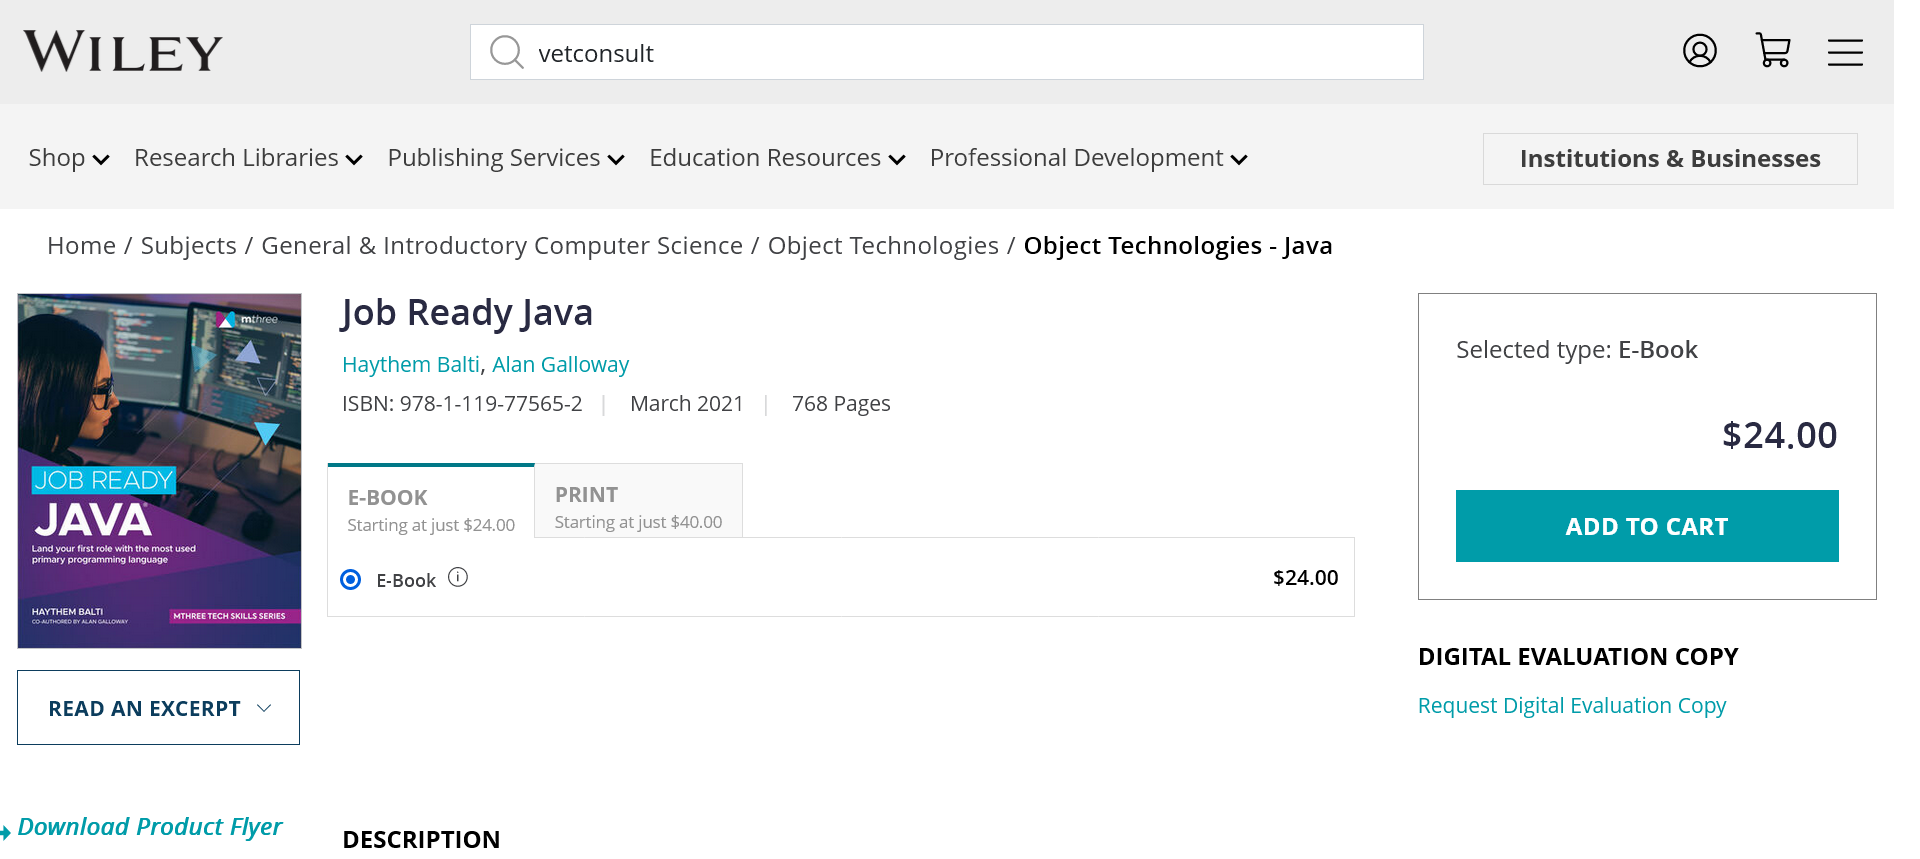 WILEY
vetconsult
Shop Research Libraries Publishing Services Education Resources Professional Development Institutions & Businesses
Home / Subjects / General & Introductory Computer Science / Object Technologies / Object Technologies - Java
mthree
JOB READY
JAVA
Land your first role with the most used
primary programming language
HAYTHEM BALTI
CO-AUTHORED BY ALAN GALLOWAY
MTHREE TECH SKILLS SERIES
READ AN EXCERPT
Download Product Flyer
Job Ready Java
Haythem Balti, Alan Galloway
ISBN: 978-1-119-77565-2 | March 2021 | 768 Pages
E-BOOK
Starting at just $24.00
PRINT
Starting at just $40.00
E-Book $24.00
DESCRIPTION
Selected type: E-Book
$24.00
ADD TO CART
DIGITAL EVALUATION COPY
Request Digital Evaluation Copy